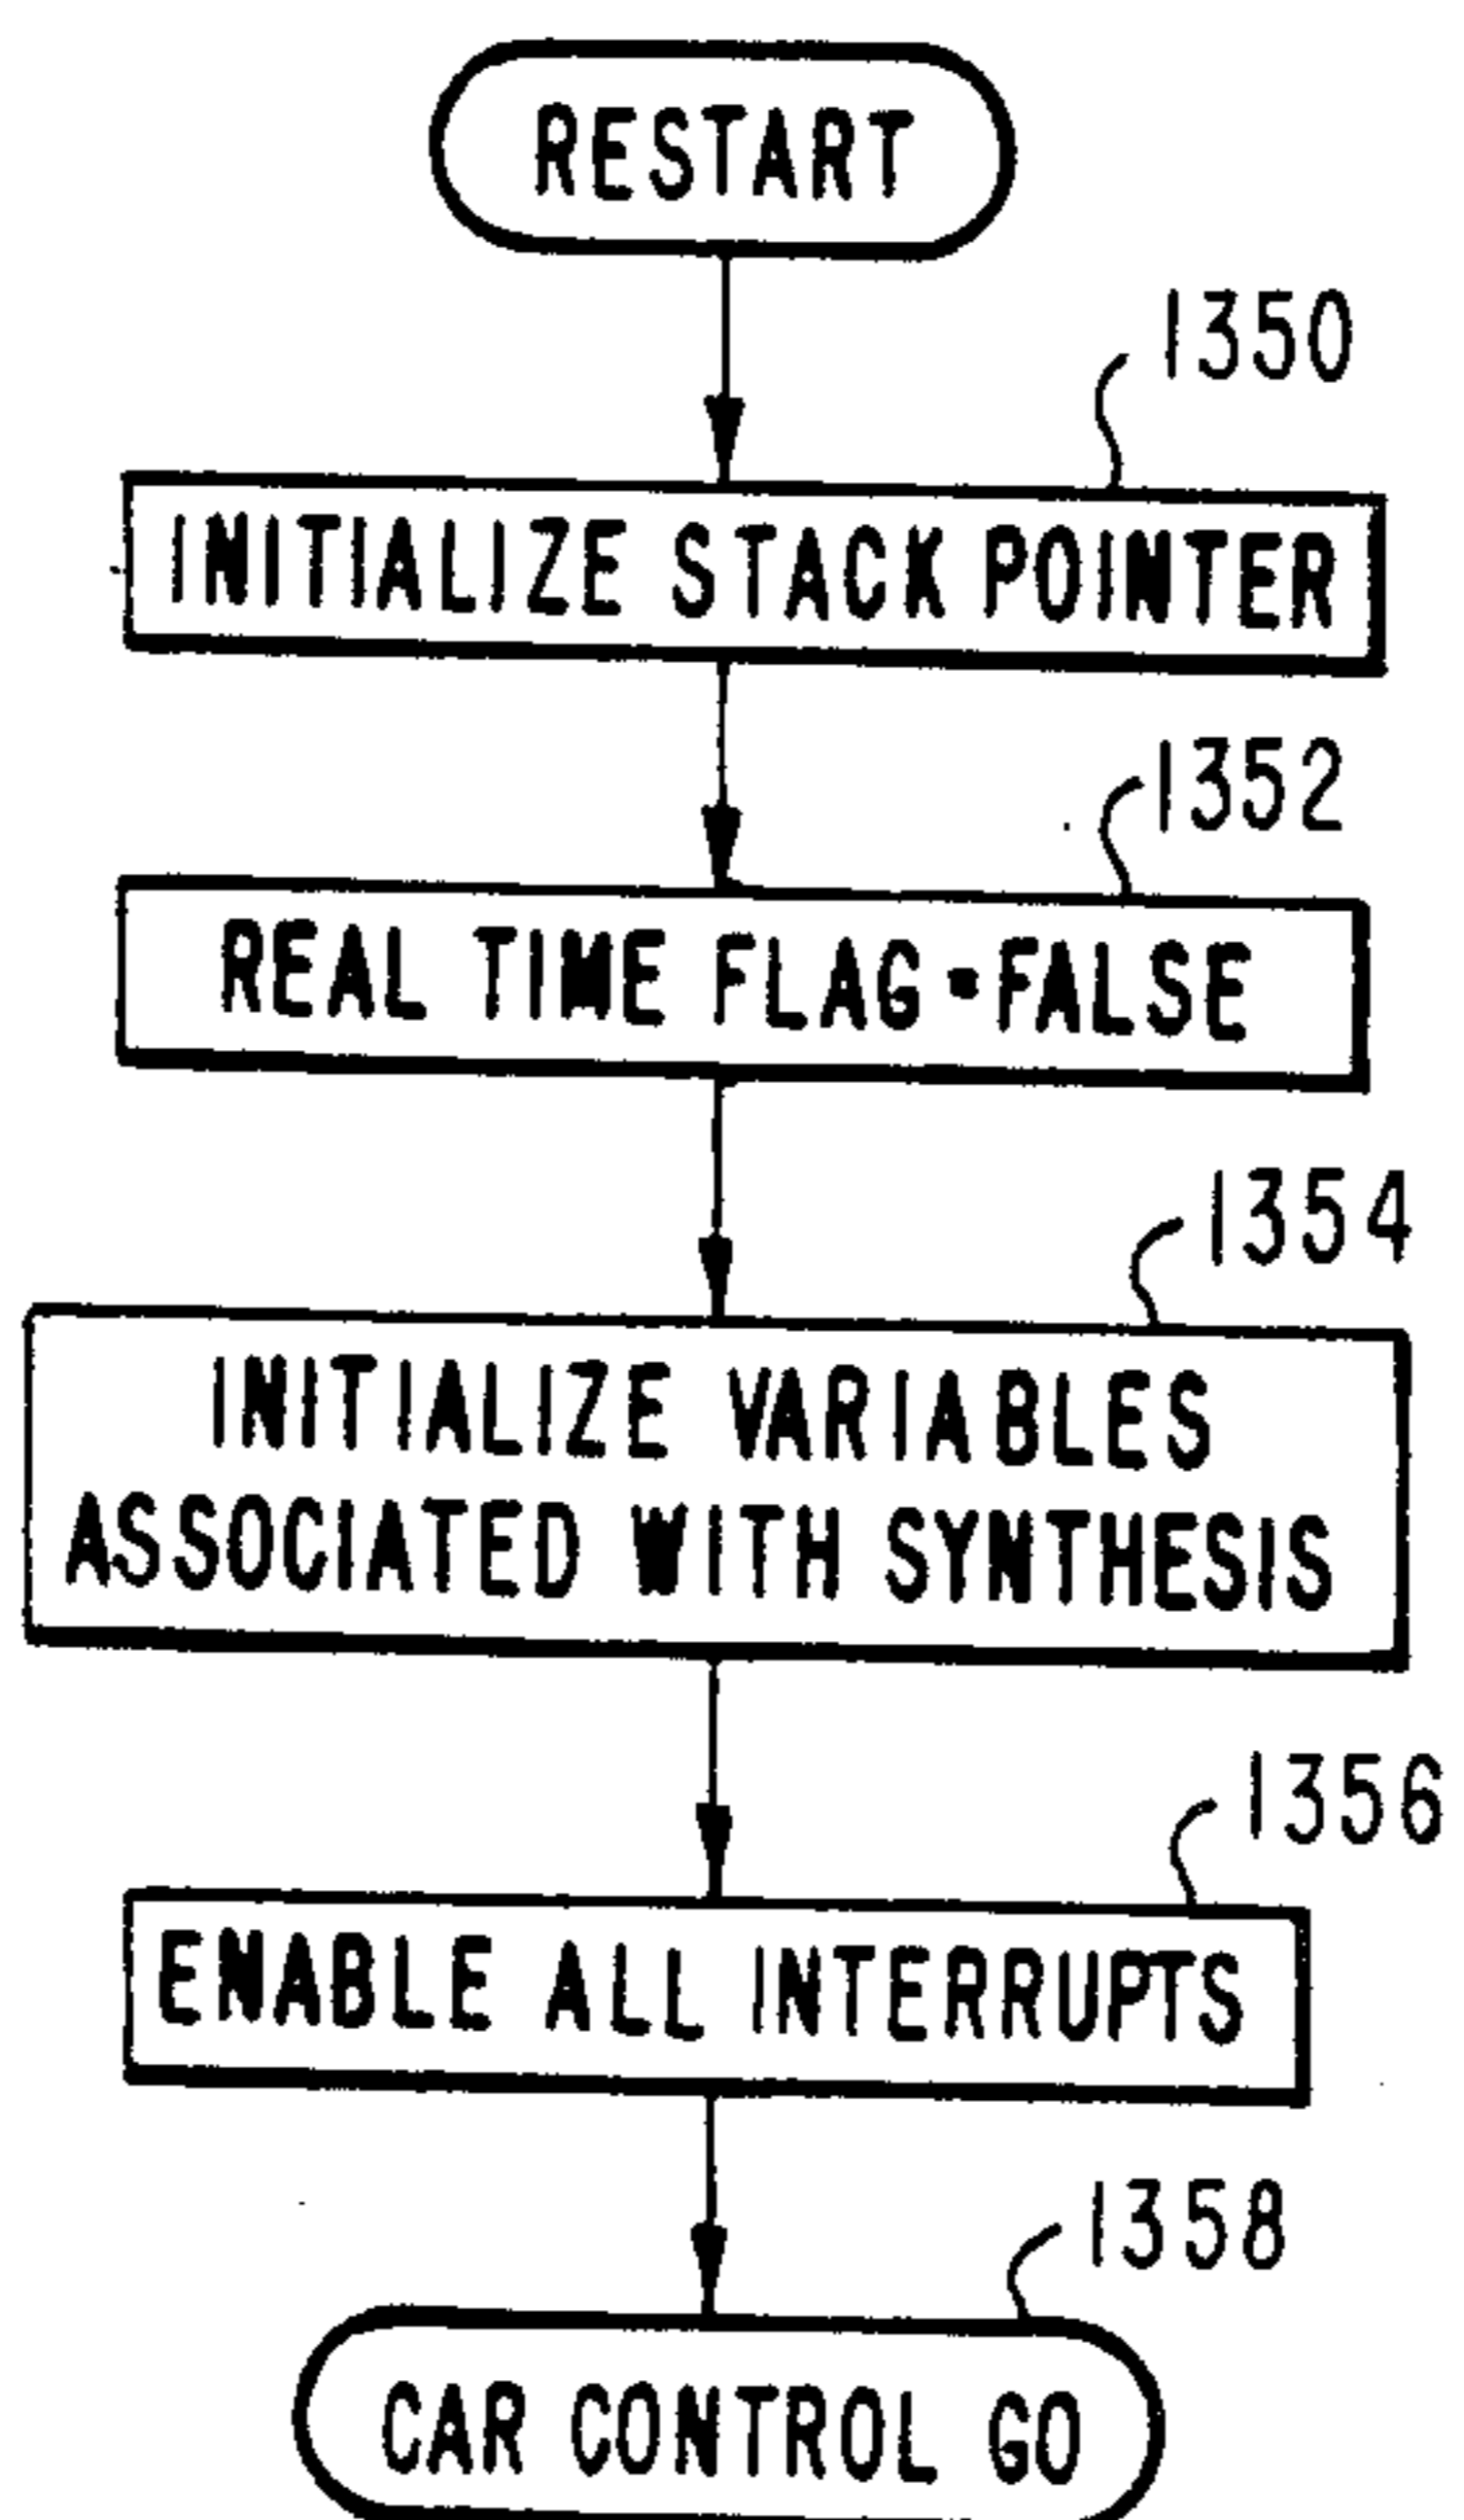 RESTART
1350
INITIALIZE STACK POINTER
1352
REAL TIME FLAG=FALSE
1354
INITIALIZE VARIABLES
ASSOCIATED WITH SYNTHESIS
1356
ENABLE ALL INTERRUPTS
1358
CAR CONTROL GO